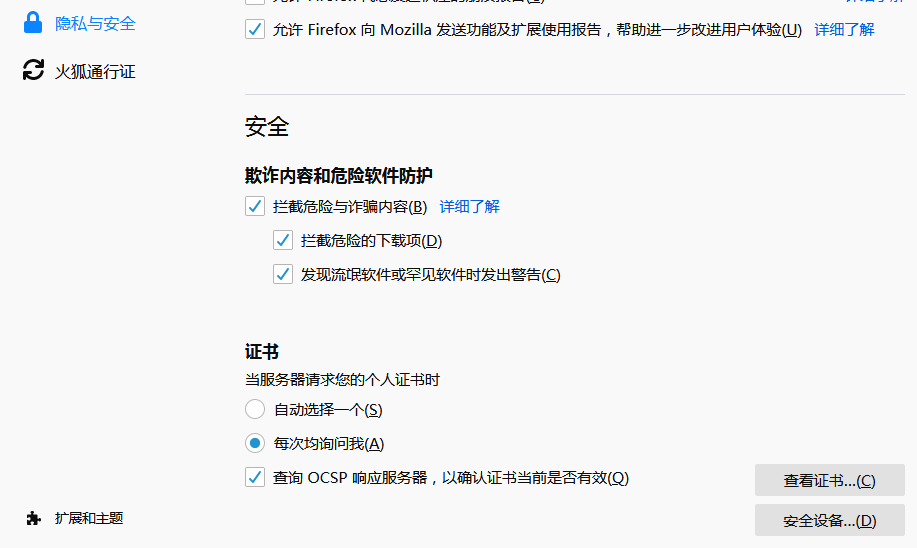 隐私与安全
允许 Firefox 向 Mozilla 发送功能及扩展使用报告，帮助进一步改进用户体验(U) 详细了解
火狐通行证
安全
欺诈内容和危险软件防护
拦截危险与诈骗内容(B) 详细了解
拦截危险的下载项(D)
发现流氓软件或罕见软件时发出警告(C)
证书
当服务器请求您的个人证书时
自动选择一个(S)
每次均询问我(A)
查询 OCSP 响应服务器，以确认证书当前是否有效(Q)
查看证书...(C)
扩展和主题
安全设备...(D)